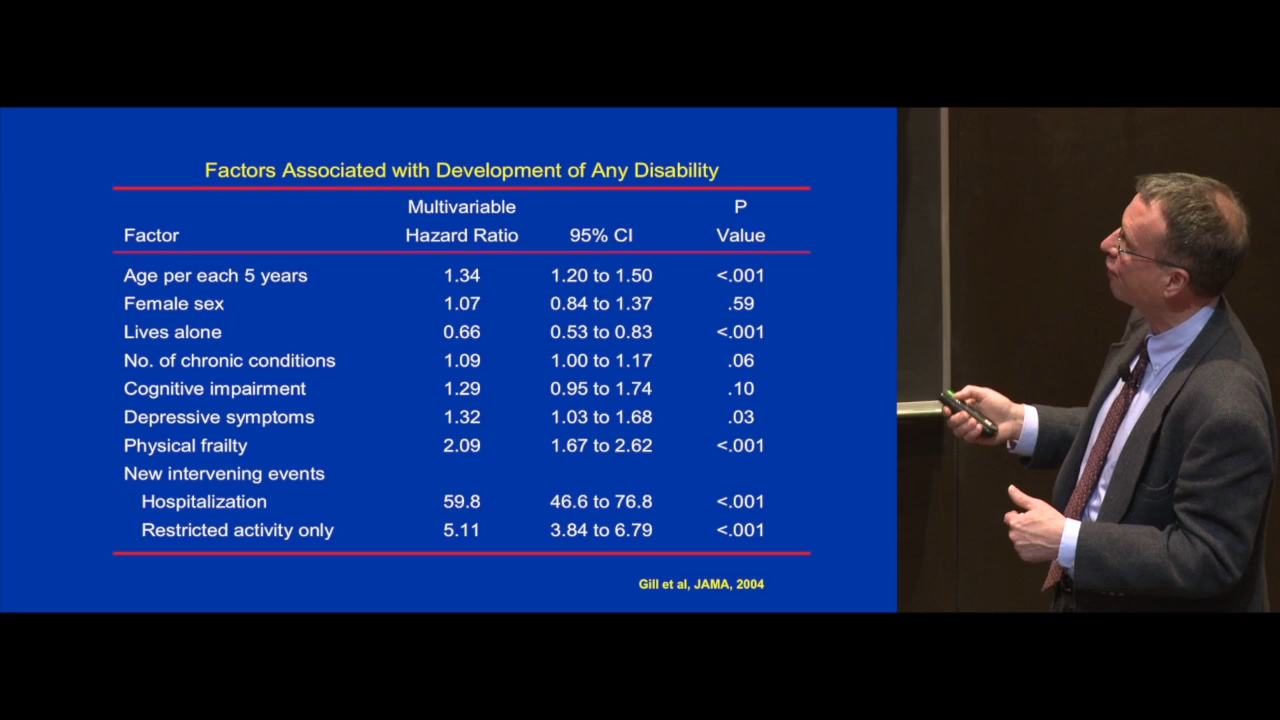 Factors Associated with Development of Any Disability
Multivariable P
Factor Hazard Ratio 95% CI Value
Age per each 5 years 1.34 1.20 to 1.50 <.001
Female sex 1.07 0.84 to 1.37 .59
Lives alone 0.66 0.53 to 0.83 <.001
No. of chronic conditions 1.09 1.00 to 1.17 .06
Cognitive impairment 1.29 0.95 to 1.74 .10
Depressive symptoms 1.32 1.03 to 1.68 .03
Physical frailty 2.09 1.67 to 2.62 <.001
New intervening events
Hospitalization 59.8 46.6 to 76.8 <.001
Restricted activity only 5.11 3.84 to 6.79 <.001
Gill et al, JAMA, 2004